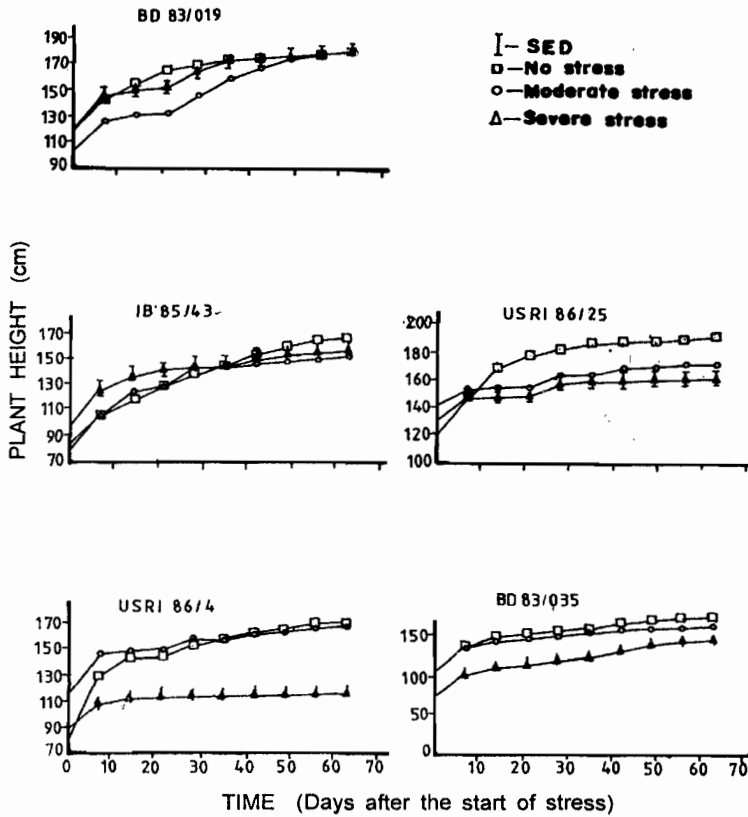 BD 83/019
190
170
150
130
110
90
I- SED
□-No stress
○-Moderate stress
△-Severe stress
PLANT HEIGHT (cm)
IB 85/43
170
150
130
110
90
70
USRI 86/25
200
180
160
140
120
100
USRI 86/4
170
150
130
110
90
70
0 10 20 30 40 50 60 70
BD 83/035
150
100
50
0
10 20 30 40 50 60 70
TIME (Days after the start of stress)